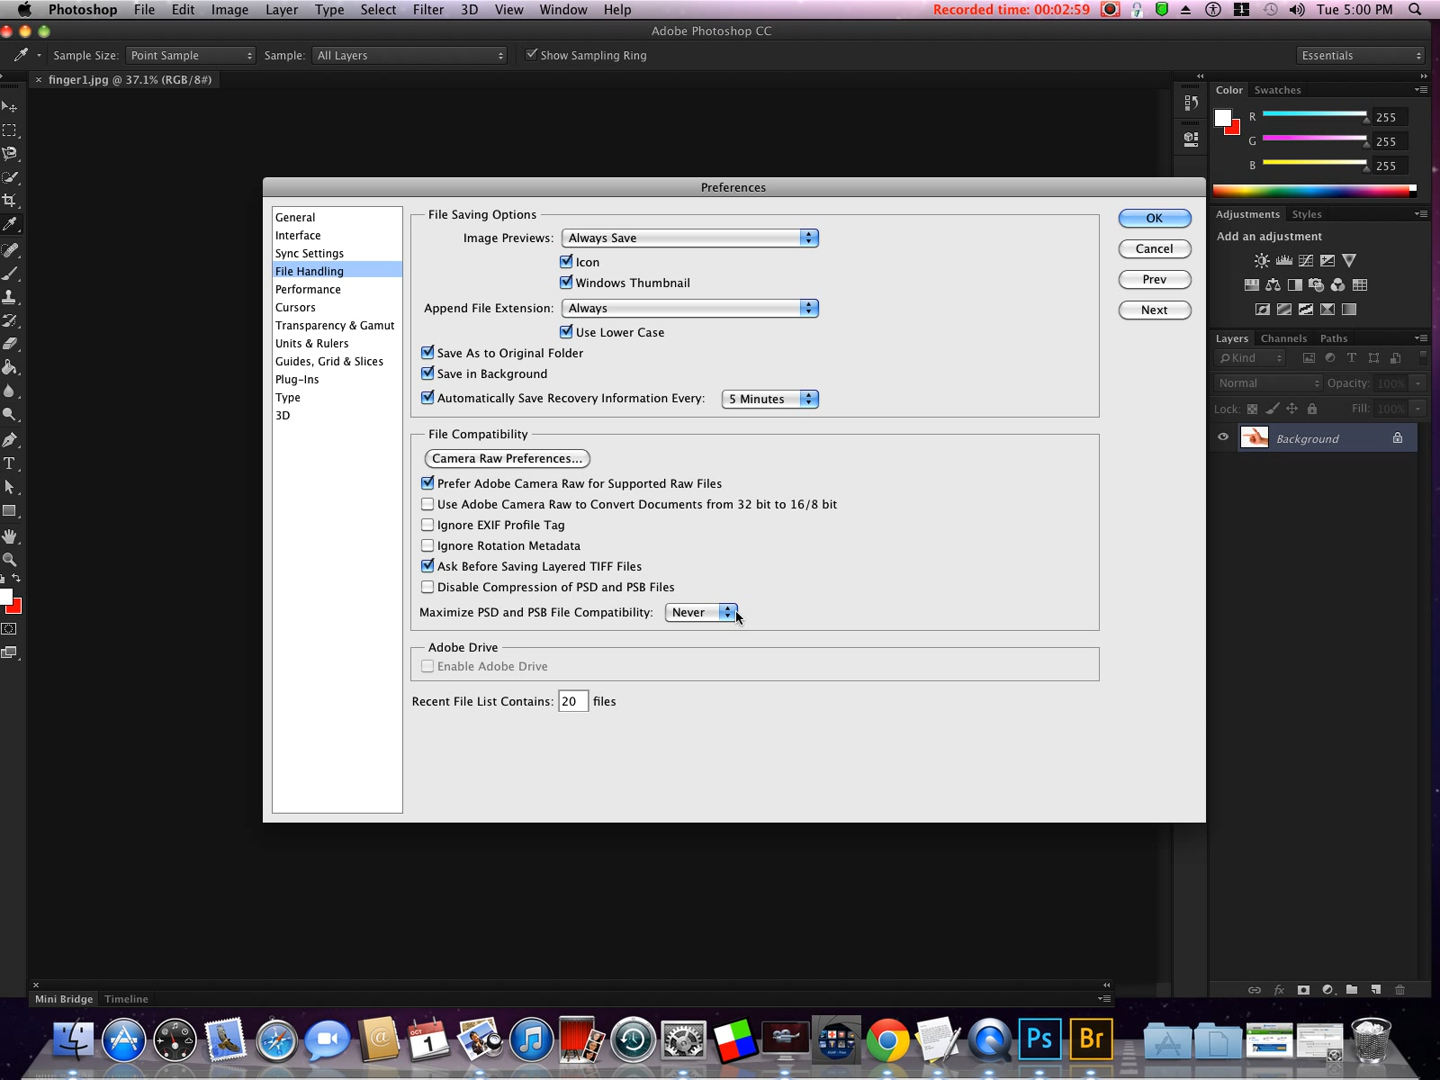 Photoshop File Edit Image Layer Type Select Filter 3D View Window Help Recorded time: 00:02:59 1 Tue 5:00 PM
Adobe Photoshop CC
Sample Size: Point Sample Sample: All Layers Show Sampling Ring Essentials
× finger1.jpg @ 37.1% (RGB/8#)
Color Swatches
R 255
G 255
B 255
Preferences
General
Interface
Sync Settings
File Handling
Performance
Cursors
Transparency & Gamut
Units & Rulers
Guides, Grid & Slices
Plug-Ins
Type
3D
File Saving Options
Image Previews: Always Save
Icon
Windows Thumbnail
Append File Extension: Always
Use Lower Case
Save As to Original Folder
Save in Background
Automatically Save Recovery Information Every: 5 Minutes
File Compatibility
Camera Raw Preferences...
Prefer Adobe Camera Raw for Supported Raw Files
Use Adobe Camera Raw to Convert Documents from 32 bit to 16/8 bit
Ignore EXIF Profile Tag
Ignore Rotation Metadata
Ask Before Saving Layered TIFF Files
Disable Compression of PSD and PSB Files
Maximize PSD and PSB File Compatibility: Never
Adobe Drive
Enable Adobe Drive
Recent File List Contains: 20 files
OK
Cancel
Prev
Next
Adjustments Styles
Add an adjustment
Layers Channels Paths
Kind
Normal Opacity: 100%
Lock: Fill: 100%
Background
Mini Bridge Timeline
OCT
1
Ps Br